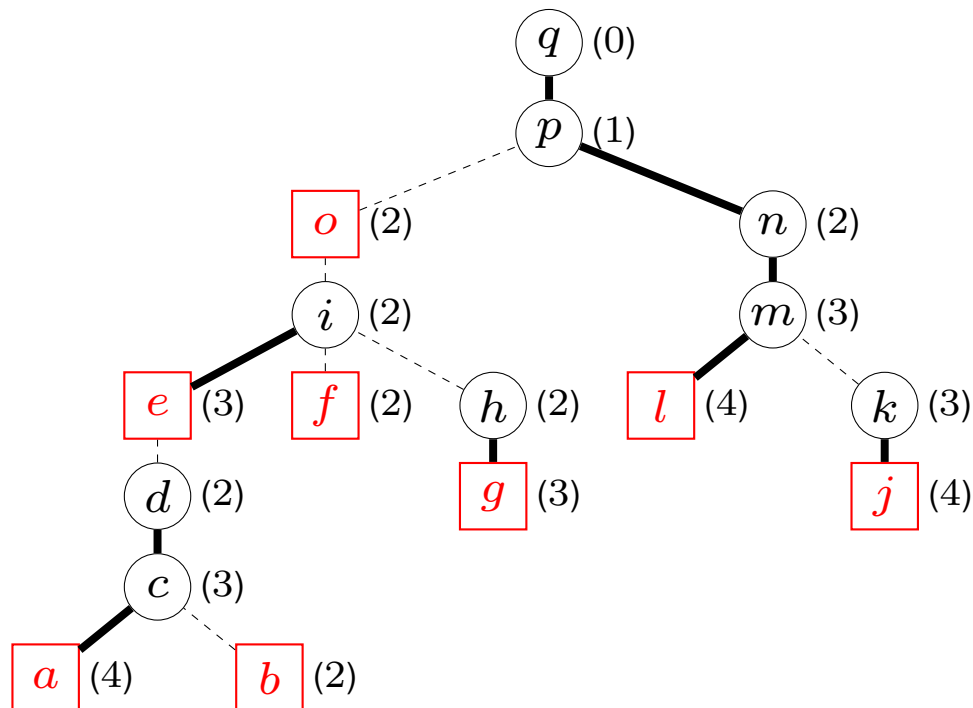 q (0)
p (1)
o (2) n (2)
i (2) m (3)
e (3) f (2) h (2) l (4) k (3)
d (2) g (3) j (4)
c (3)
a (4) b (2)